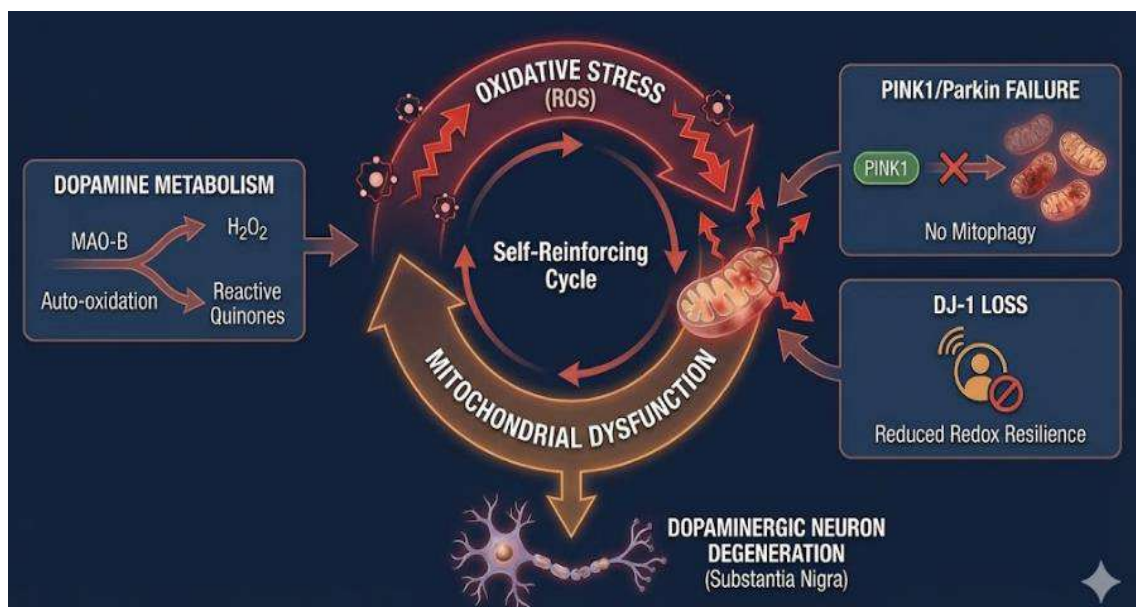 OXIDATIVE STRESS
(ROS)
DOPAMINE METABOLISM
MAO-B
H₂O₂
Auto-oxidation
Reactive
Quinones
Self-Reinforcing
Cycle
MITOCHONDRIAL DYSFUNCTION
PINK1/Parkin FAILURE
PINK1
No Mitophagy
DJ-1 LOSS
Reduced Redox Resilience
DOPAMINERGIC NEURON
DEGENERATION
(Substantia Nigra)